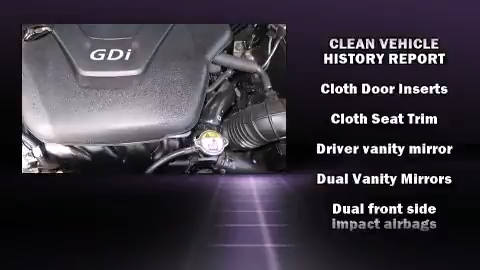 GDi
CLEAN VEHICLE
HISTORY REPORT
Cloth Door Inserts
Cloth Seat Trim
Driver vanity mirror
Dual Vanity Mirrors
Dual front side
impact airbags